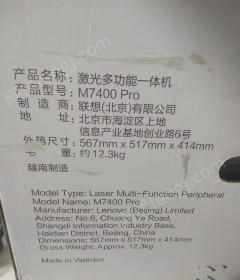 产品名称: 激光多功能一体机
产品型号: M7400 Pro
制造商: 联想(北京)有限公司
地址: 北京市海淀区上地
信息产业基地创业路6号
外箱尺寸: 567mm x 517mm x 414mm
毛重: 约12.3kg
越南制造
Model Type: Laser Multi-Function Peripheral
Model Name: M7400 Pro
Manufacturer: Lenovo (Beijing) Limited
Address: No.6, Chuang Ye Road,
Shangdi Information Industry Base,
Haidian District, Beijing, China
Dimensions: 567mm x 517mm x 414mm
Gross Weight: Approx. 12.3kg
Made in Vietnam